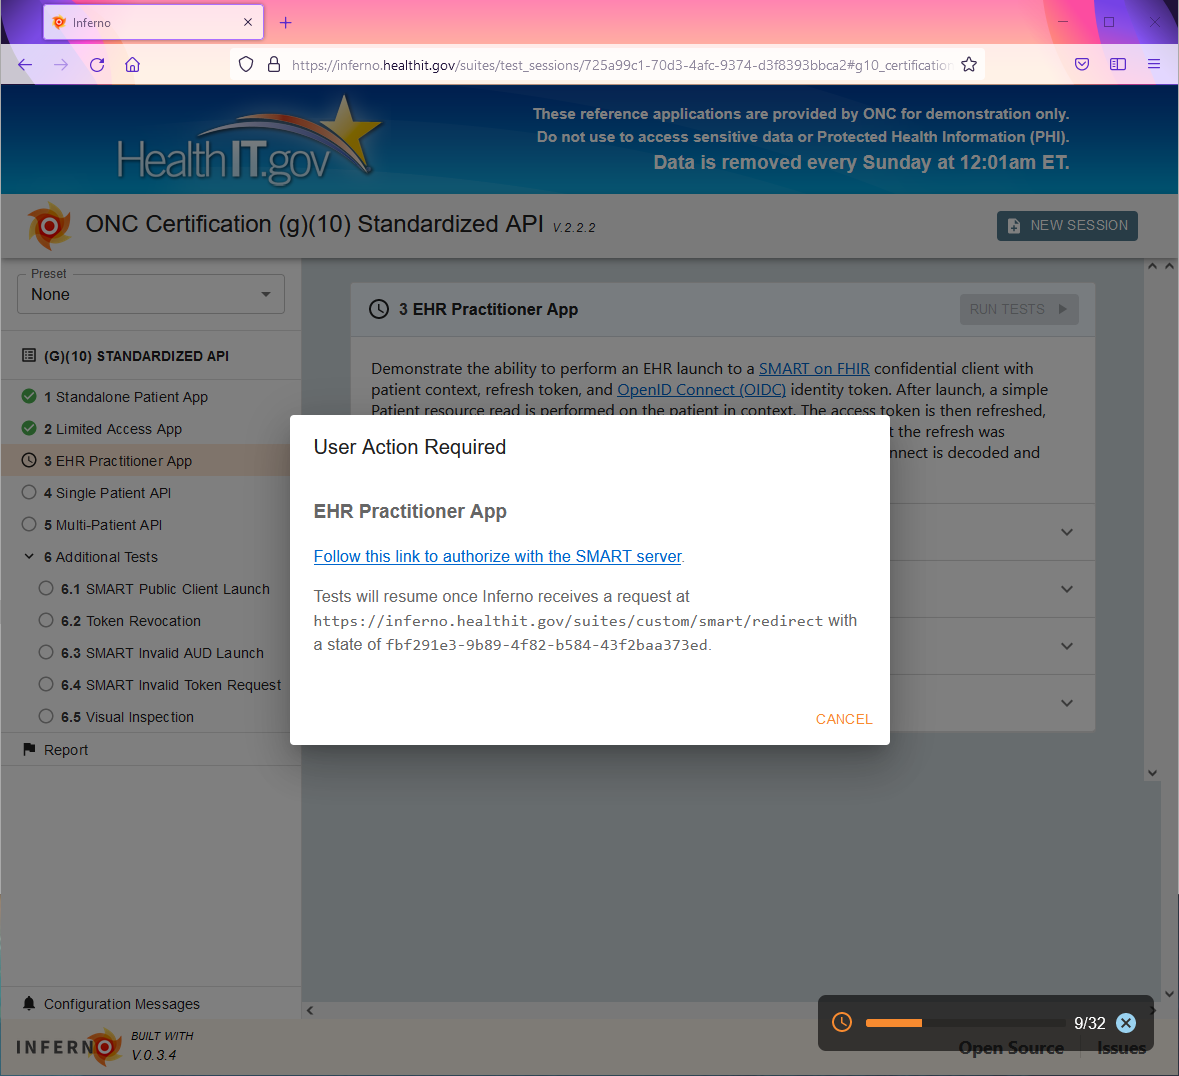 Inferno
https://inferno.healthit.gov/suites/test_sessions/725a99c1-70d3-4afc-9374-d3f8393bbca2#g10_certification
HealthIT.gov
These reference applications are provided by ONC for demonstration only.
Do not use to access sensitive data or Protected Health Information (PHI).
Data is removed every Sunday at 12:01am ET.
ONC Certification (g)(10) Standardized API V.2.2.2
NEW SESSION
Preset
None
(G)(10) STANDARDIZED API
1 Standalone Patient App
2 Limited Access App
3 EHR Practitioner App
4 Single Patient API
5 Multi-Patient API
6 Additional Tests
6.1 SMART Public Client Launch
6.2 Token Revocation
6.3 SMART Invalid AUD Launch
6.4 SMART Invalid Token Request
6.5 Visual Inspection
Report
3 EHR Practitioner App
RUN TESTS
Demonstrate the ability to perform an EHR launch to a SMART on FHIR confidential client with
patient context, refresh token, and OpenID Connect (OIDC) identity token. After launch, a simple
Patient resource read is performed on the patient in context. The access token is then refreshed,
t the refresh was
nnect is decoded and
User Action Required
EHR Practitioner App
Follow this link to authorize with the SMART server.
Tests will resume once Inferno receives a request at
https://inferno.healthit.gov/suites/custom/smart/redirect with
a state of fbf291e3-9b89-4f82-b584-43f2baa373ed.
CANCEL
Configuration Messages
INFERNO
BUILT WITH
V.0.3.4
9/32
Open Source
Issues